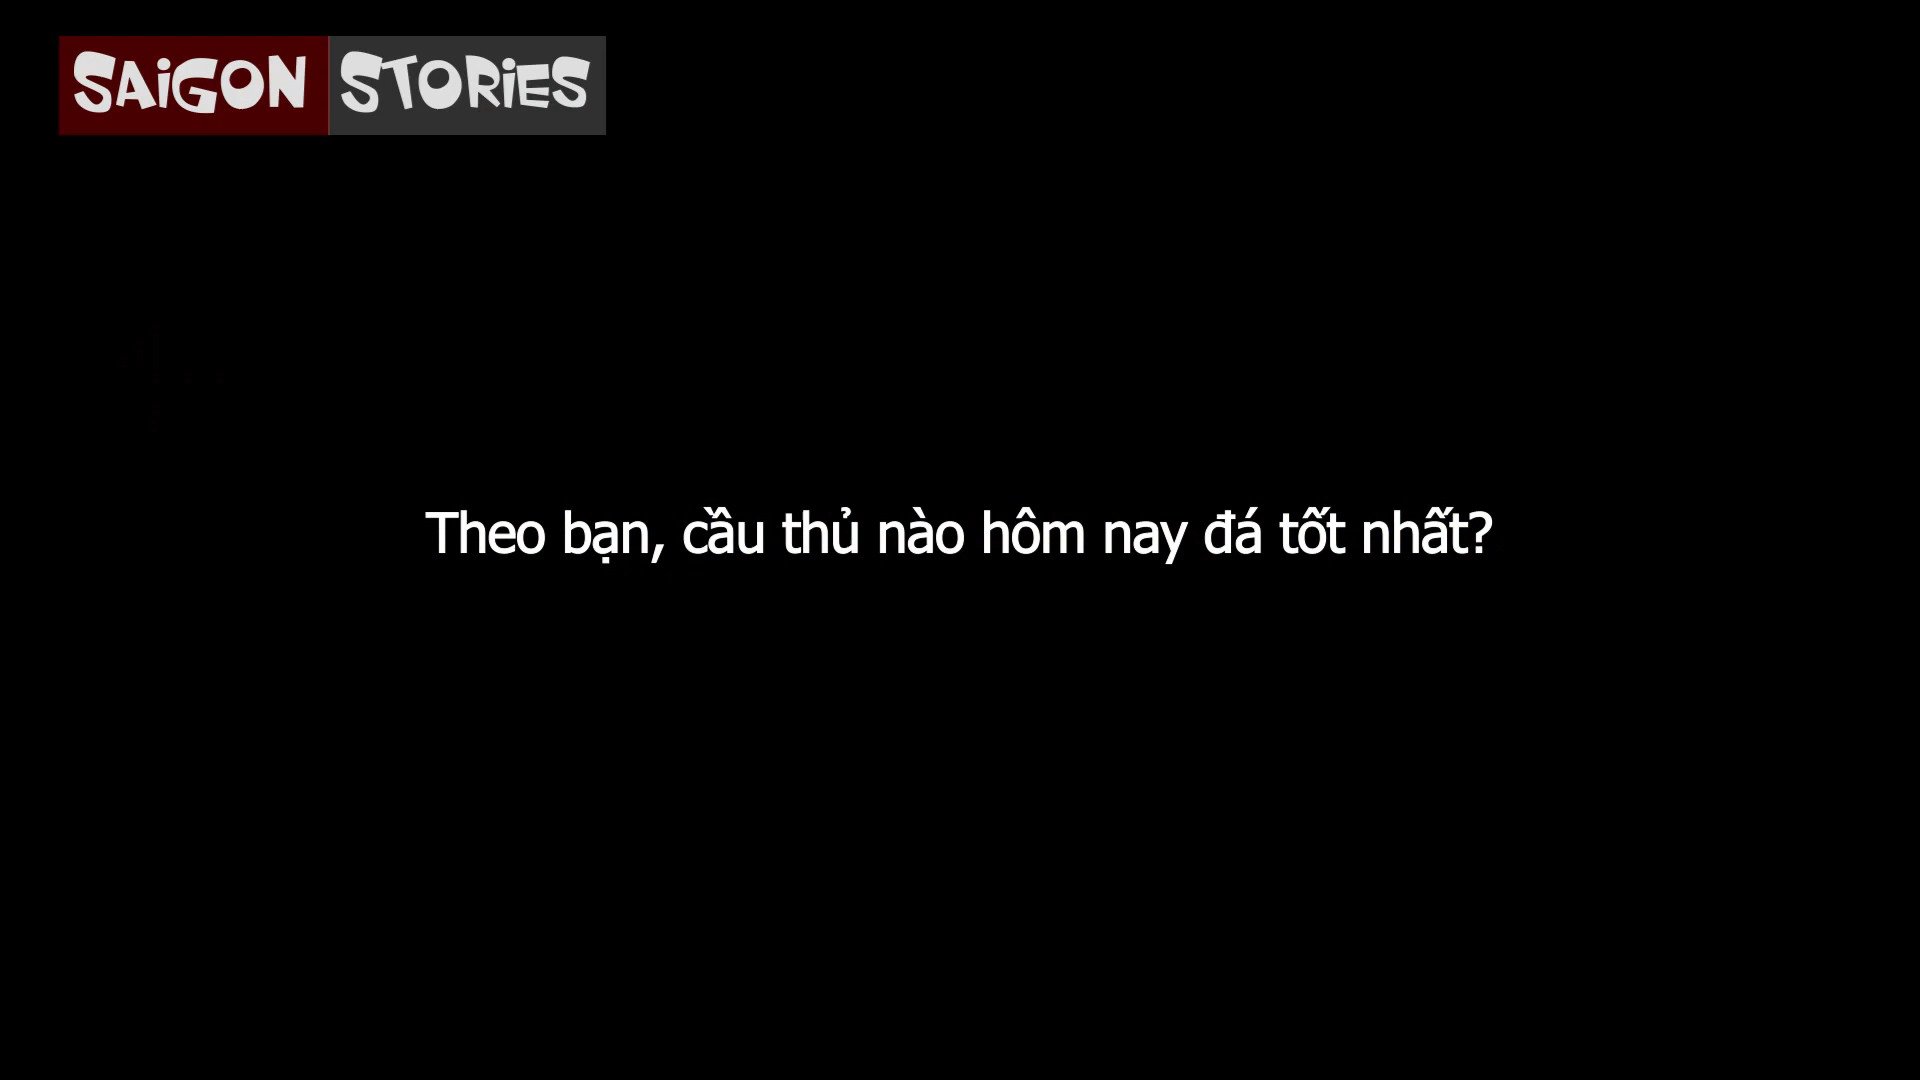 SAiGON STORiES
Theo bạn, cầu thủ nào hôm nay đá tốt nhất?